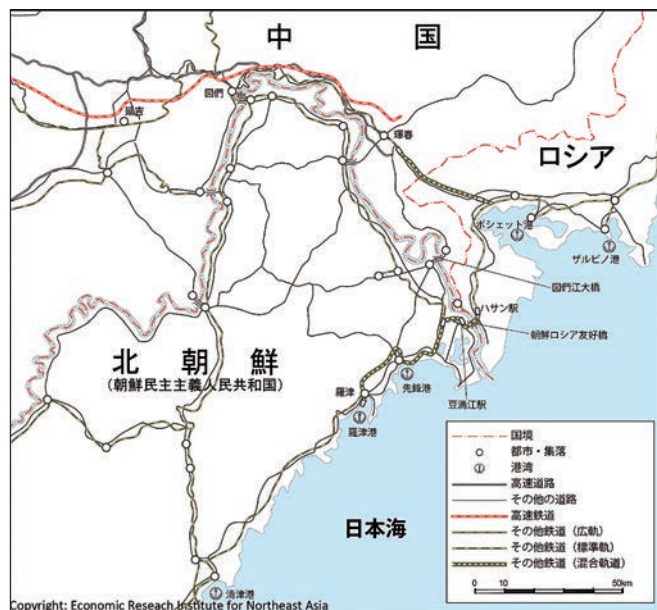 中 国
図們
延吉
琿春
ロシア
ポシェット港
ザルビノ港
図們江大橋
ハサン駅
朝鮮ロシア友好橋
北 朝 鮮
(朝鮮民主主義人民共和国)
先鋒港
豆満江駅
羅津
羅津港
日本海
清津港
国境
都市・集落
港湾
高速道路
その他の道路
高速鉄道
その他鉄道(広軌)
その他鉄道(標準軌)
その他鉄道(混合軌道)
0 10 50km
Copyright: Economic Reseach Institute for Northeast Asia